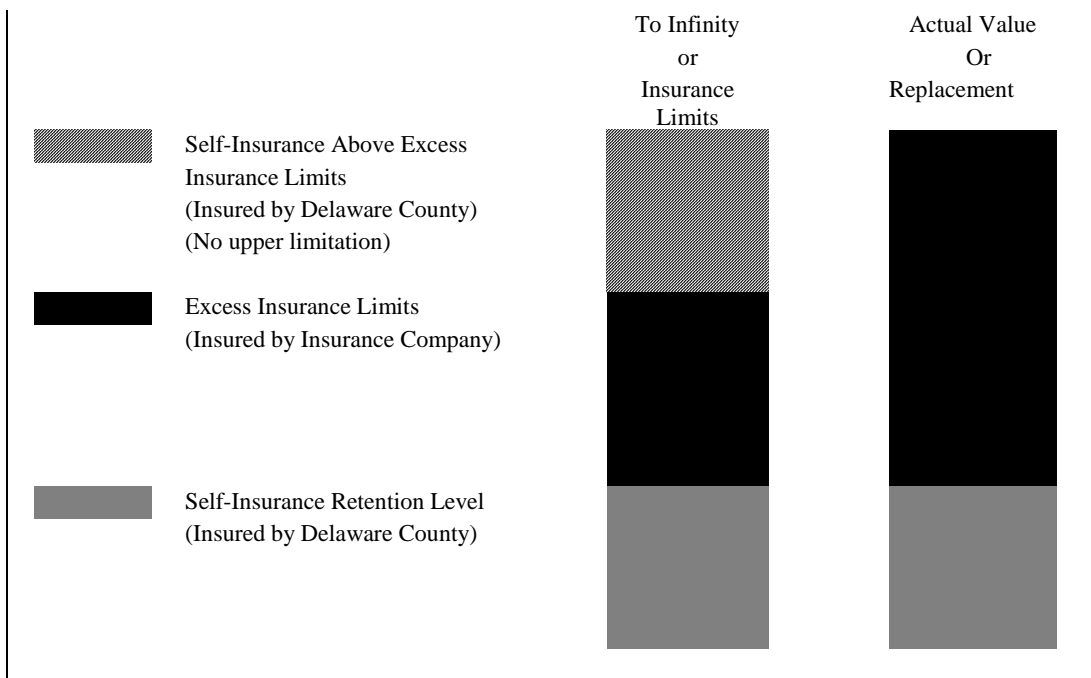 To Infinity
or
Insurance
Limits
Actual Value
Or
Replacement
Self-Insurance Above Excess
Insurance Limits
(Insured by Delaware County)
(No upper limitation)
Excess Insurance Limits
(Insured by Insurance Company)
Self-Insurance Retention Level
(Insured by Delaware County)